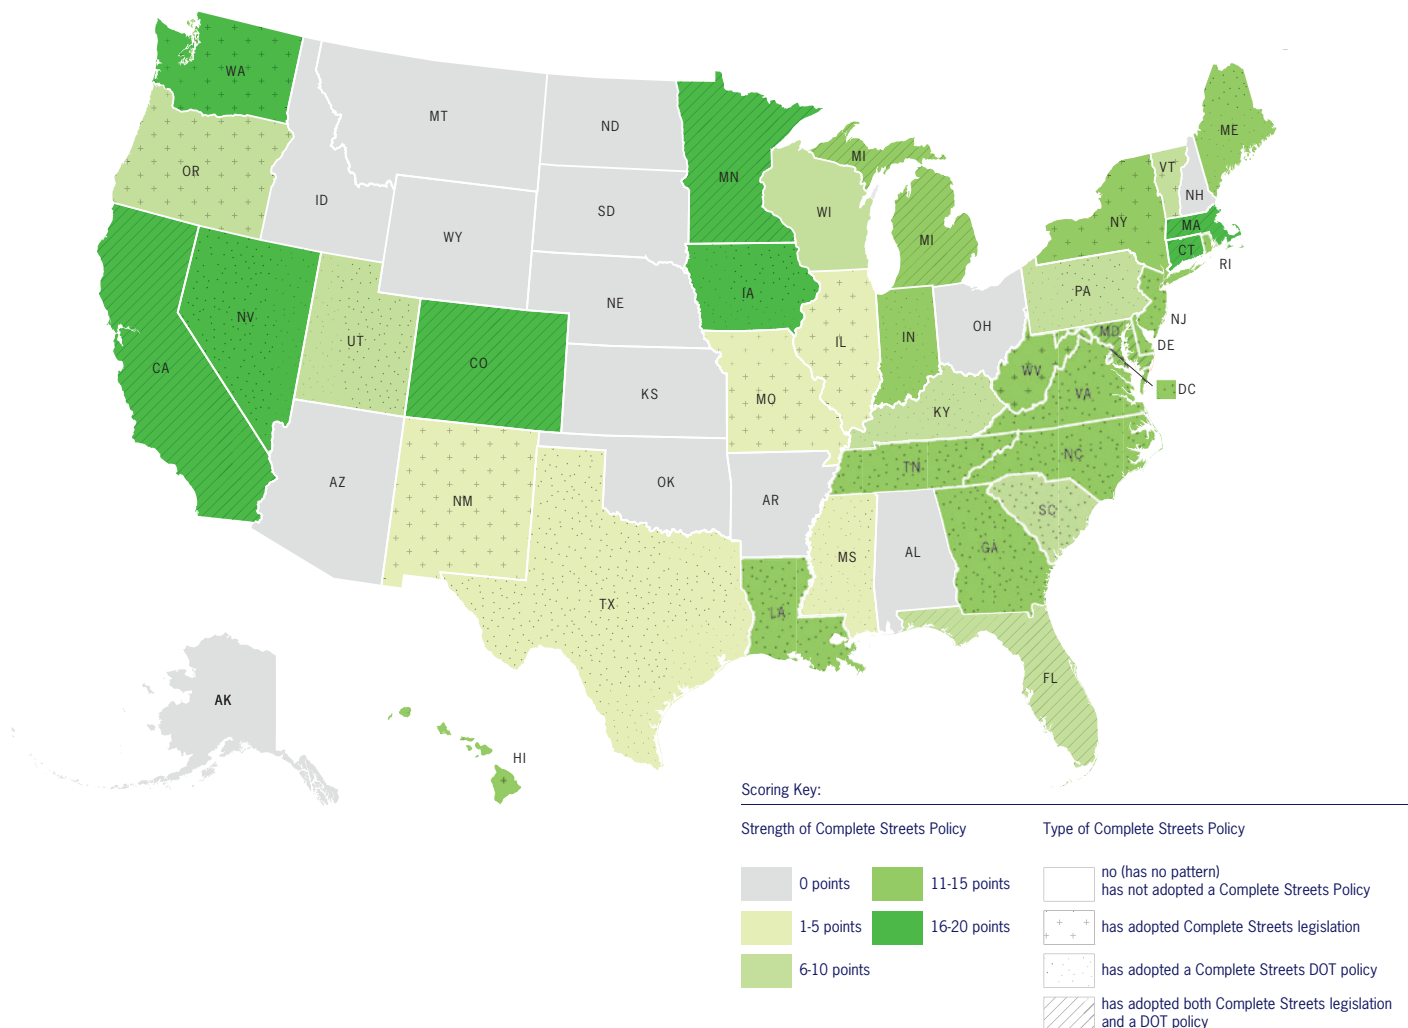 WA
MT
ND
ME
MN
MI
OR
VT
ID
NH
SD
WI
NY
MA
WY
MI
CT
RI
IA
PA
NE
NV
NJ
OH
UT
IN
MD
IL
DE
CO
CA
WV
DC
KS
VA
MO
KY
NC
TN
AZ
OK
NM
AR
SC
GA
AL
MS
TX
LA
FL
AK
HI
Scoring Key:
Strength of Complete Streets Policy
0 points
11-15 points
1-5 points
16-20 points
6-10 points
Type of Complete Streets Policy
no (has no pattern)
has not adopted a Complete Streets Policy
has adopted Complete Streets legislation
has adopted a Complete Streets DOT policy
has adopted both Complete Streets legislation
and a DOT policy